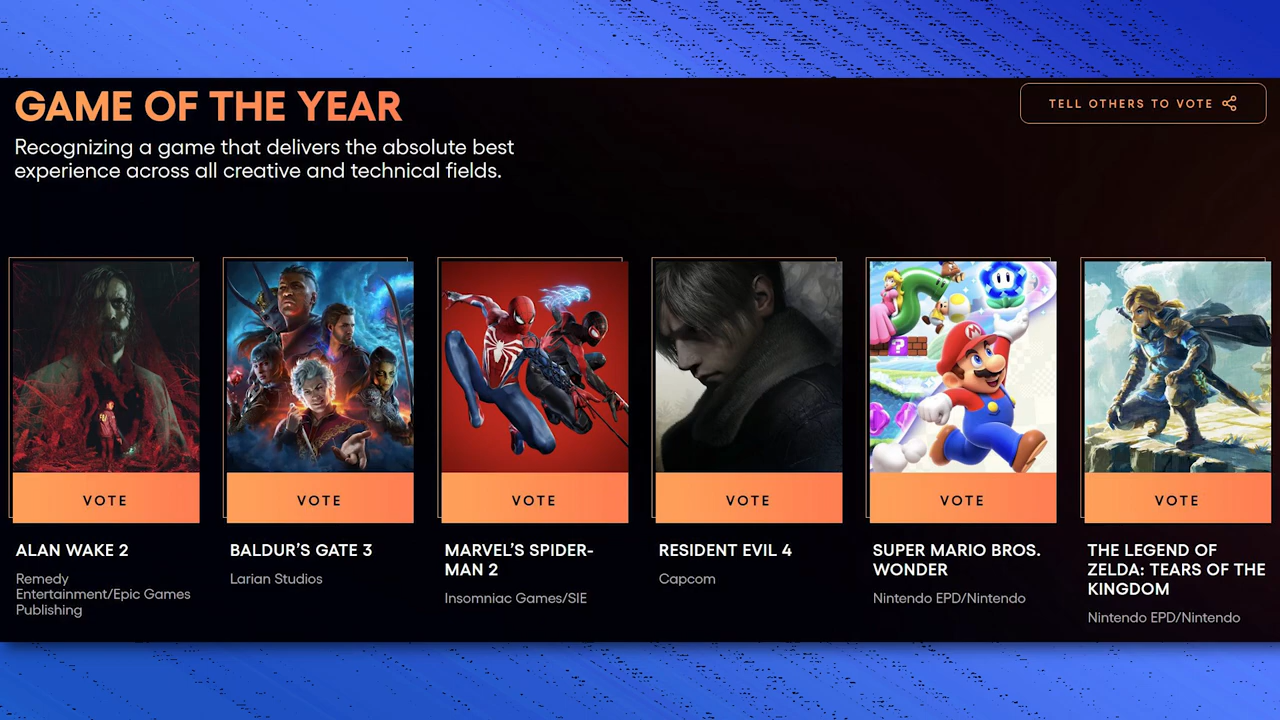 GAME OF THE YEAR
TELL OTHERS TO VOTE
Recognizing a game that delivers the absolute best
experience across all creative and technical fields.
?
VOTE
VOTE
VOTE
VOTE
VOTE
VOTE
ALAN WAKE 2
Remedy
Entertainment/Epic Games
Publishing
BALDUR'S GATE 3
Larian Studios
MARVEL'S SPIDER-
MAN 2
Insomniac Games/SIE
RESIDENT EVIL 4
Capcom
SUPER MARIO BROS.
WONDER
Nintendo EPD/Nintendo
THE LEGEND OF
ZELDA: TEARS OF THE
KINGDOM
Nintendo EPD/Nintendo